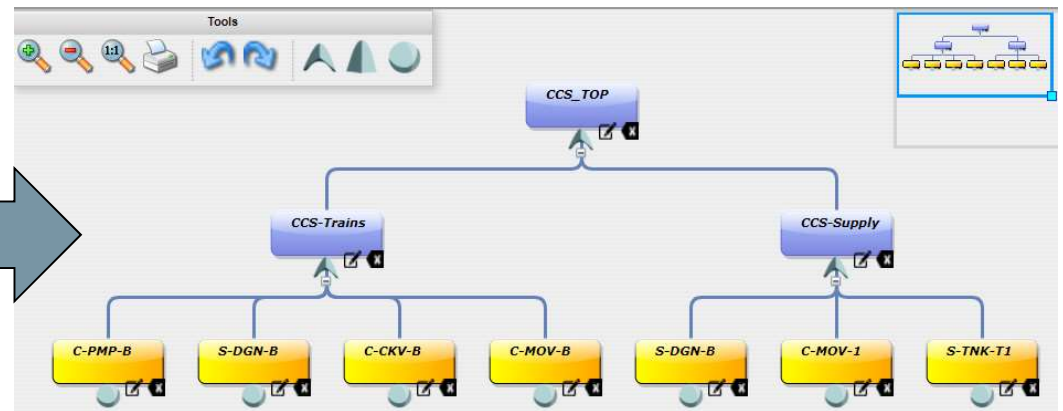 Tools
1:1
CCS_TOP
CCS-Trains
CCS-Supply
C-PMP-B
S-DGN-B
C-CKV-B
C-MOV-B
S-DGN-B
C-MOV-1
S-TNK-T1